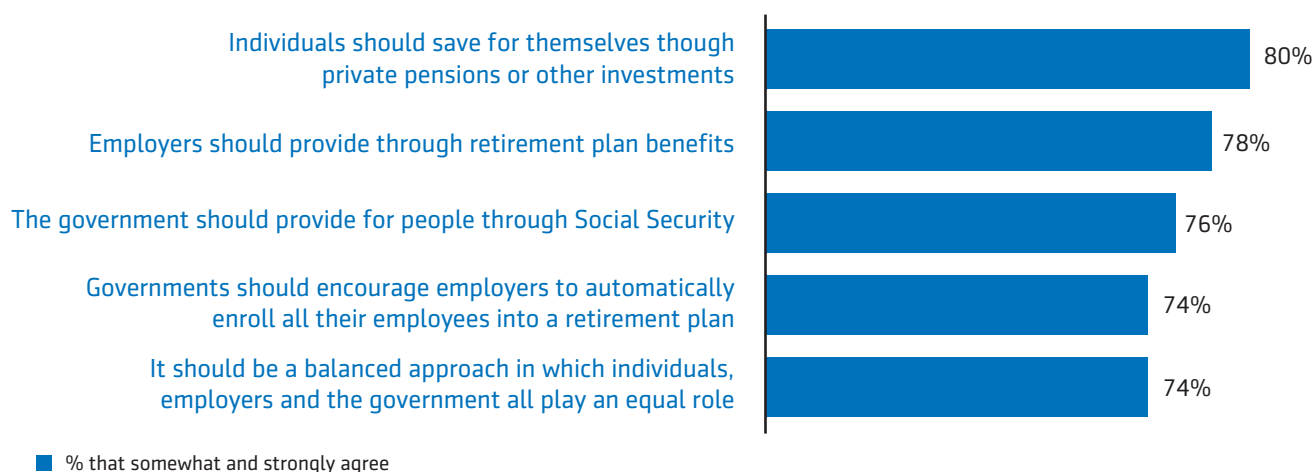 Individuals should save for themselves though
private pensions or other investments
80%
Employers should provide through retirement plan benefits
78%
The government should provide for people through Social Security
76%
Governments should encourage employers to automatically
enroll all their employees into a retirement plan
74%
It should be a balanced approach in which individuals,
employers and the government all play an equal role
74%
% that somewhat and strongly agree